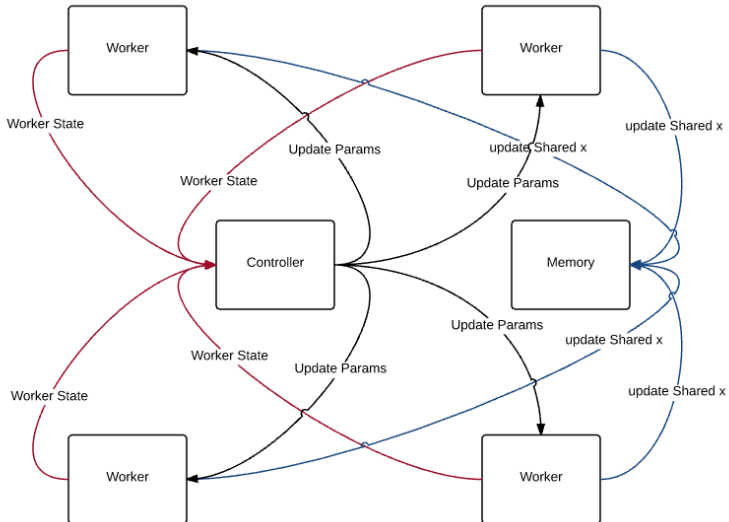 Worker
Worker
Worker State
update Shared x
Update Params
update Shared x
Worker State
Update Params
Controller
Memory
Update Params
update Shared x
Worker State
Update Params
Worker State
update Shared x
Worker
Worker